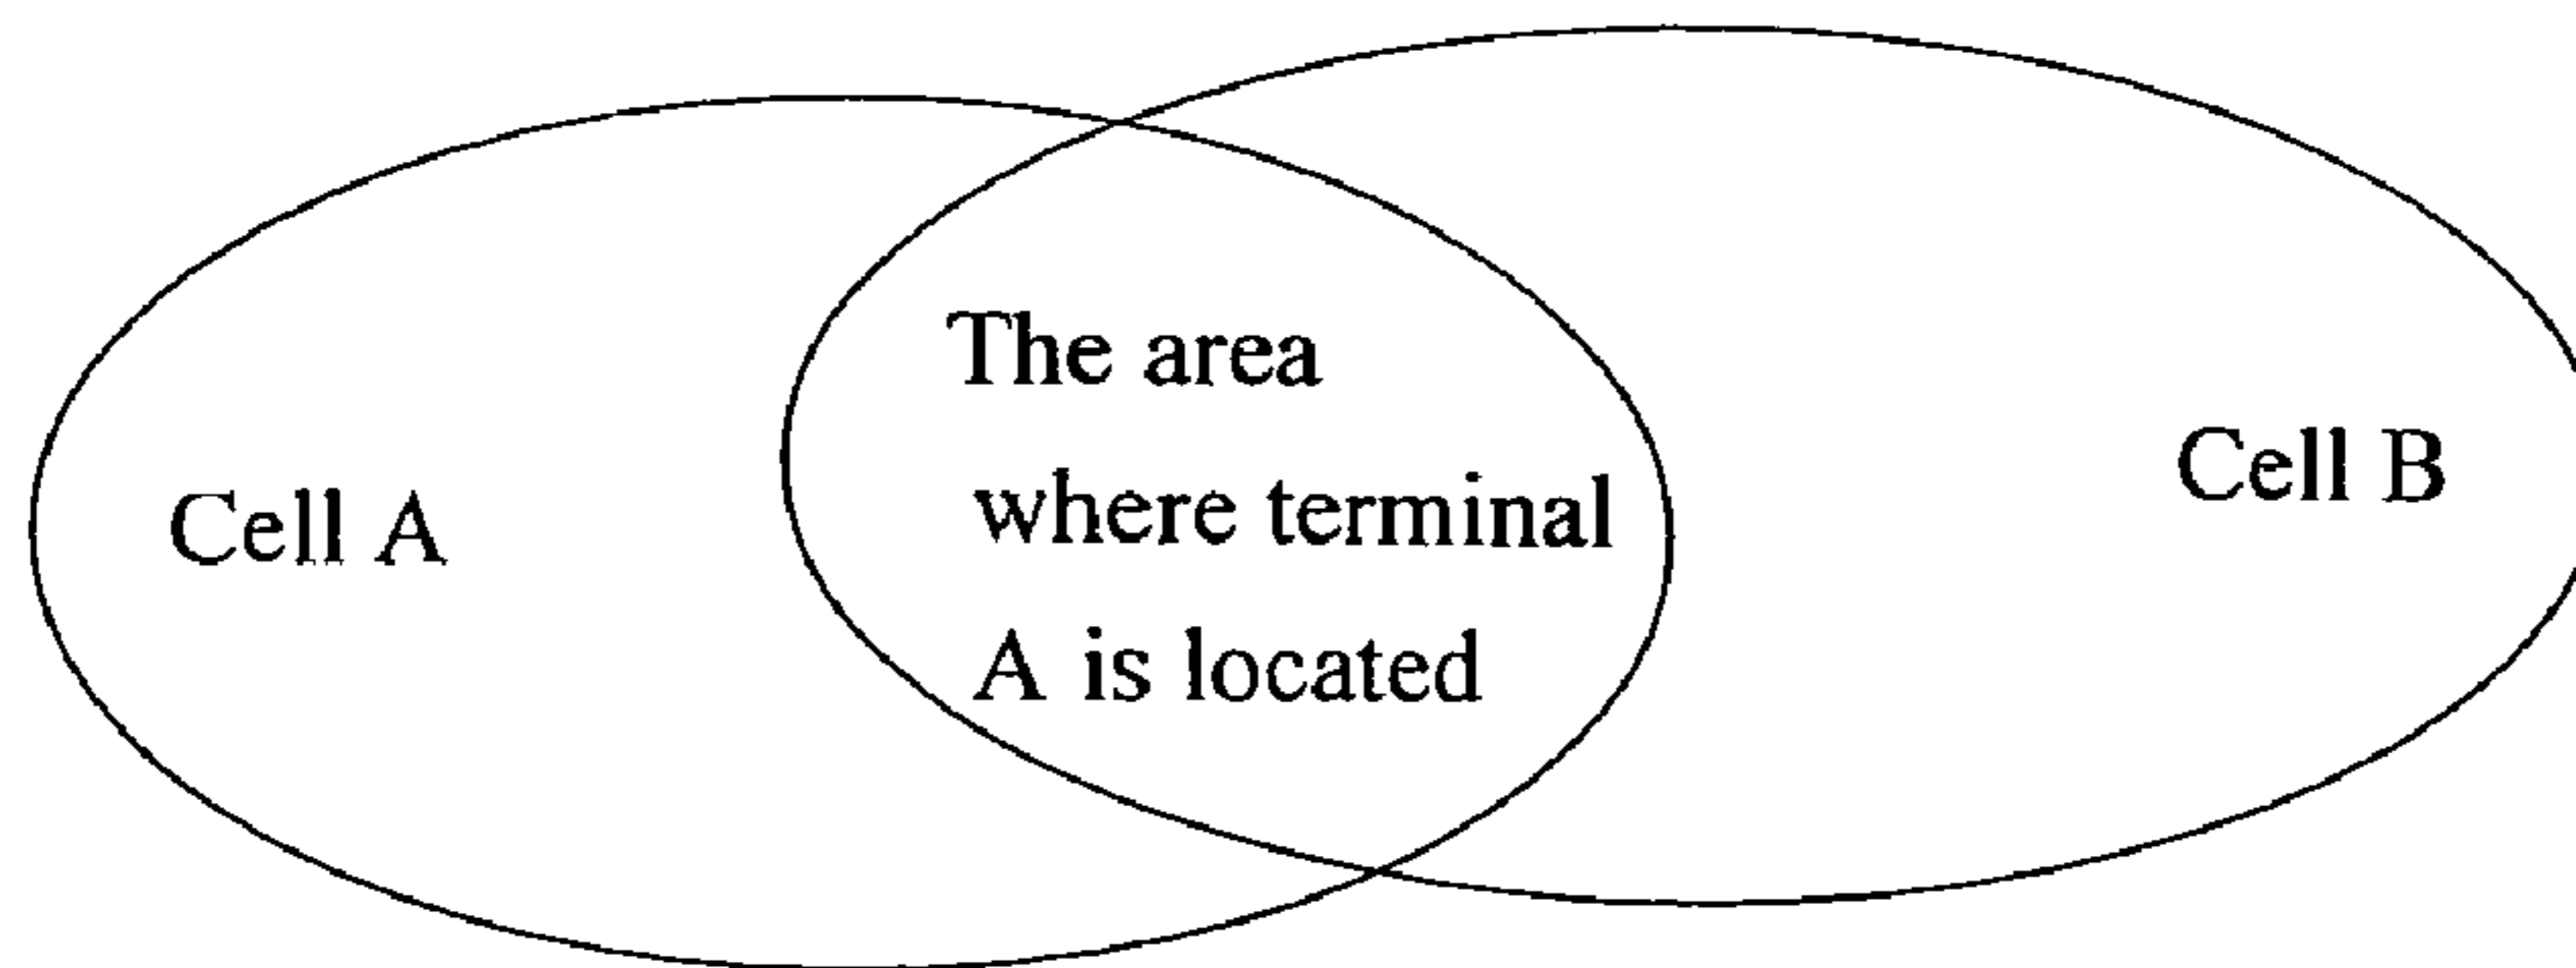 Cell A
The area
where terminal
A is located
Cell B